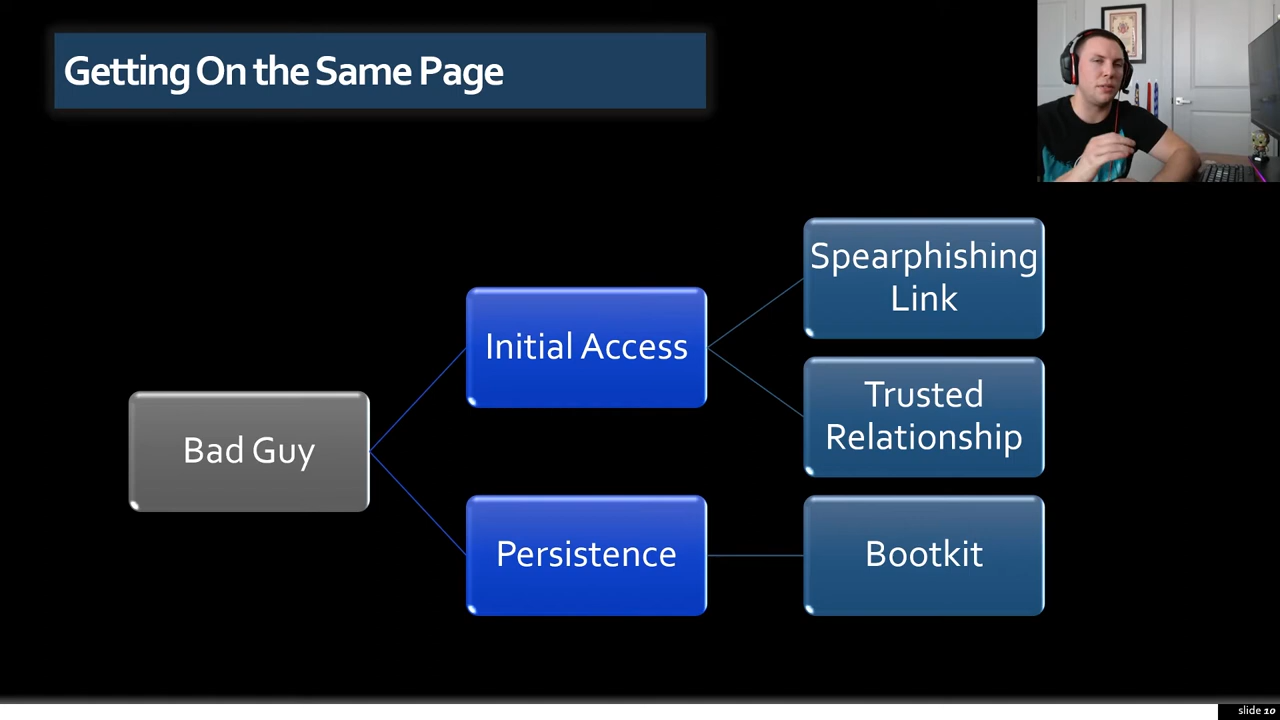 Getting On the Same Page
Spearphishing
Link
Initial Access
Trusted
Relationship
Bad Guy
Persistence
Bootkit
slide 10